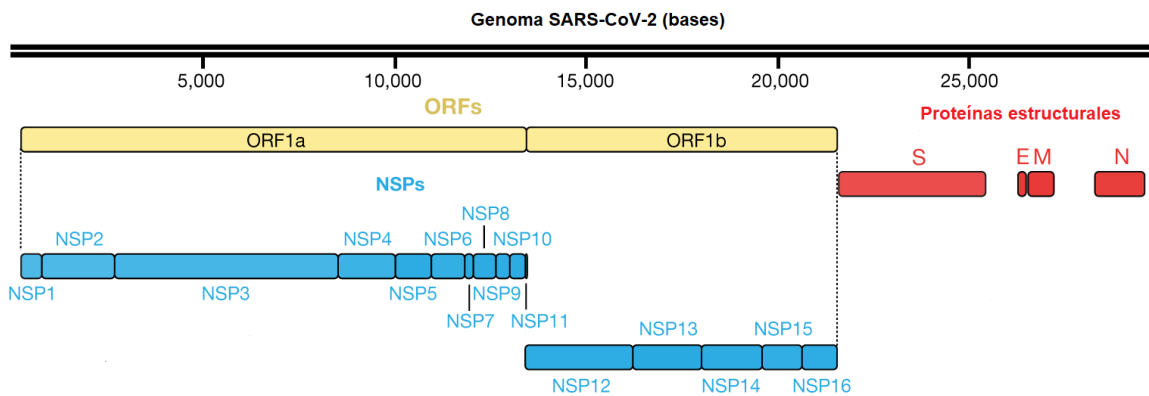 Genoma SARS-CoV-2 (bases)
5,000 10,000 15,000 20,000 25,000
ORFs
Proteínas estructurales
ORF1a ORF1b
S E M N
NSPs
NSP8
NSP2 NSP4 NSP6 NSP10
NSP1 NSP3 NSP5 NSP9
NSP7 NSP11
NSP13 NSP15
NSP12 NSP14 NSP16